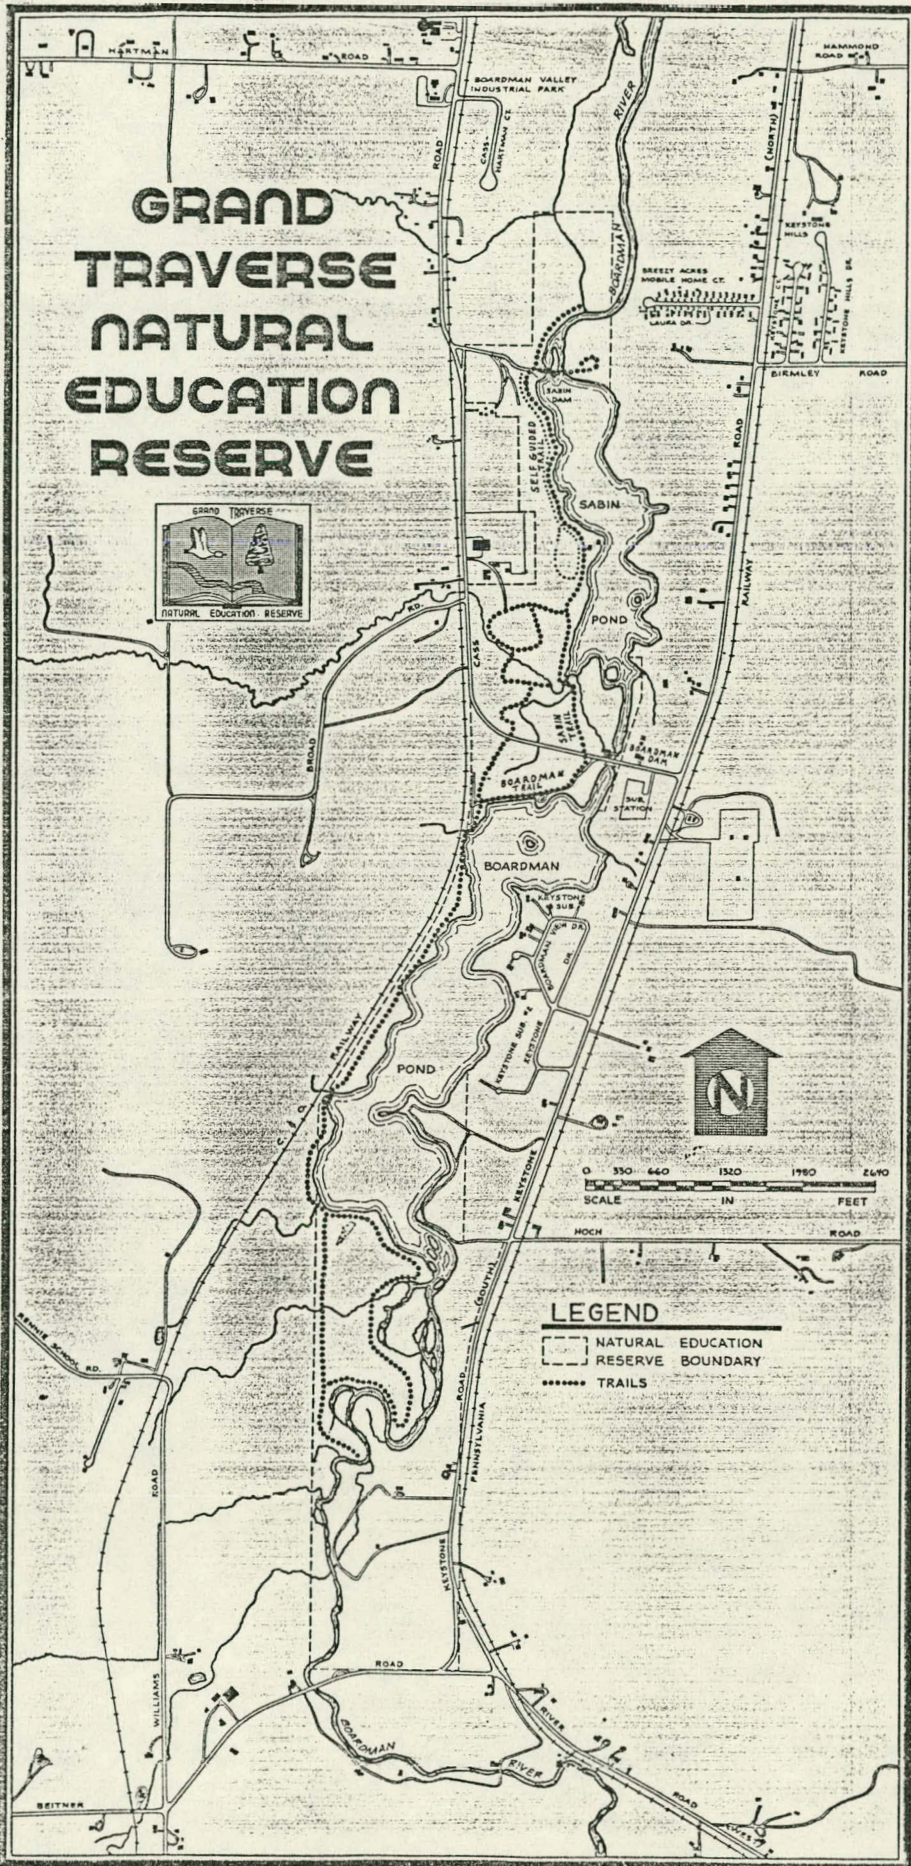 HARTMAN ROAD
HAMMOND
ROAD
BOARDMAN VALLEY
INDUSTRIAL PARK
CASS-
HARTMAN CT.
ROAD
RIVER
BOARDMAN
(NORTH)
GRAND
TRAVERSE
NATURAL
EDUCATION
RESERVE
KEYSTONE
HILLS
KEYSTONE HILLS DR.
BREEZY ACRES
MOBILE HOME CT.
LAURA DR.
BIRMLEY ROAD
SABIN
DAM
SELF GUIDED
TRAIL
ROAD
SABIN
GRAND TRAVERSE
NATURAL EDUCATION RESERVE
RAILWAY
RD.
POND
CASS
BROAD
SABIN
TRAIL
BOARDMAN
DAM
BOARDMAN
TRAIL
SUB
STATION
BOARDMAN
KEYSTONE
SUB
BOARDMAN VIEW DR.
DR.
RAILWAY
KEYSTONE SUB #2
KEYSTONE
POND
N
0 330 660 1320 1980 2640
SCALE IN FEET
KEYSTONE
HOCH ROAD
(SOUTH)
LEGEND
NATURAL EDUCATION
RESERVE BOUNDARY
TRAILS
RENNIE SCHOOL RD.
ROAD
PENNSYLVANIA
ROAD
KEYSTONE
ROAD
WILLIAMS
RIVER
BOARDMAN
RIVER
ROAD
(WEST)
BEITNER